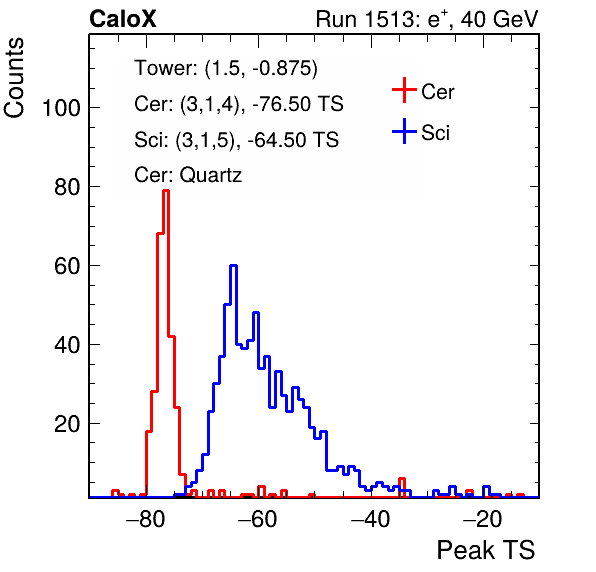 CaloX Run 1513: e⁺, 40 GeV
Counts
Tower: (1.5, -0.875)
Cer: (3,1,4), -76.50 TS
Sci: (3,1,5), -64.50 TS
Cer: Quartz
Cer
Sci
100
80
60
40
20
−80 −60 −40 −20
Peak TS